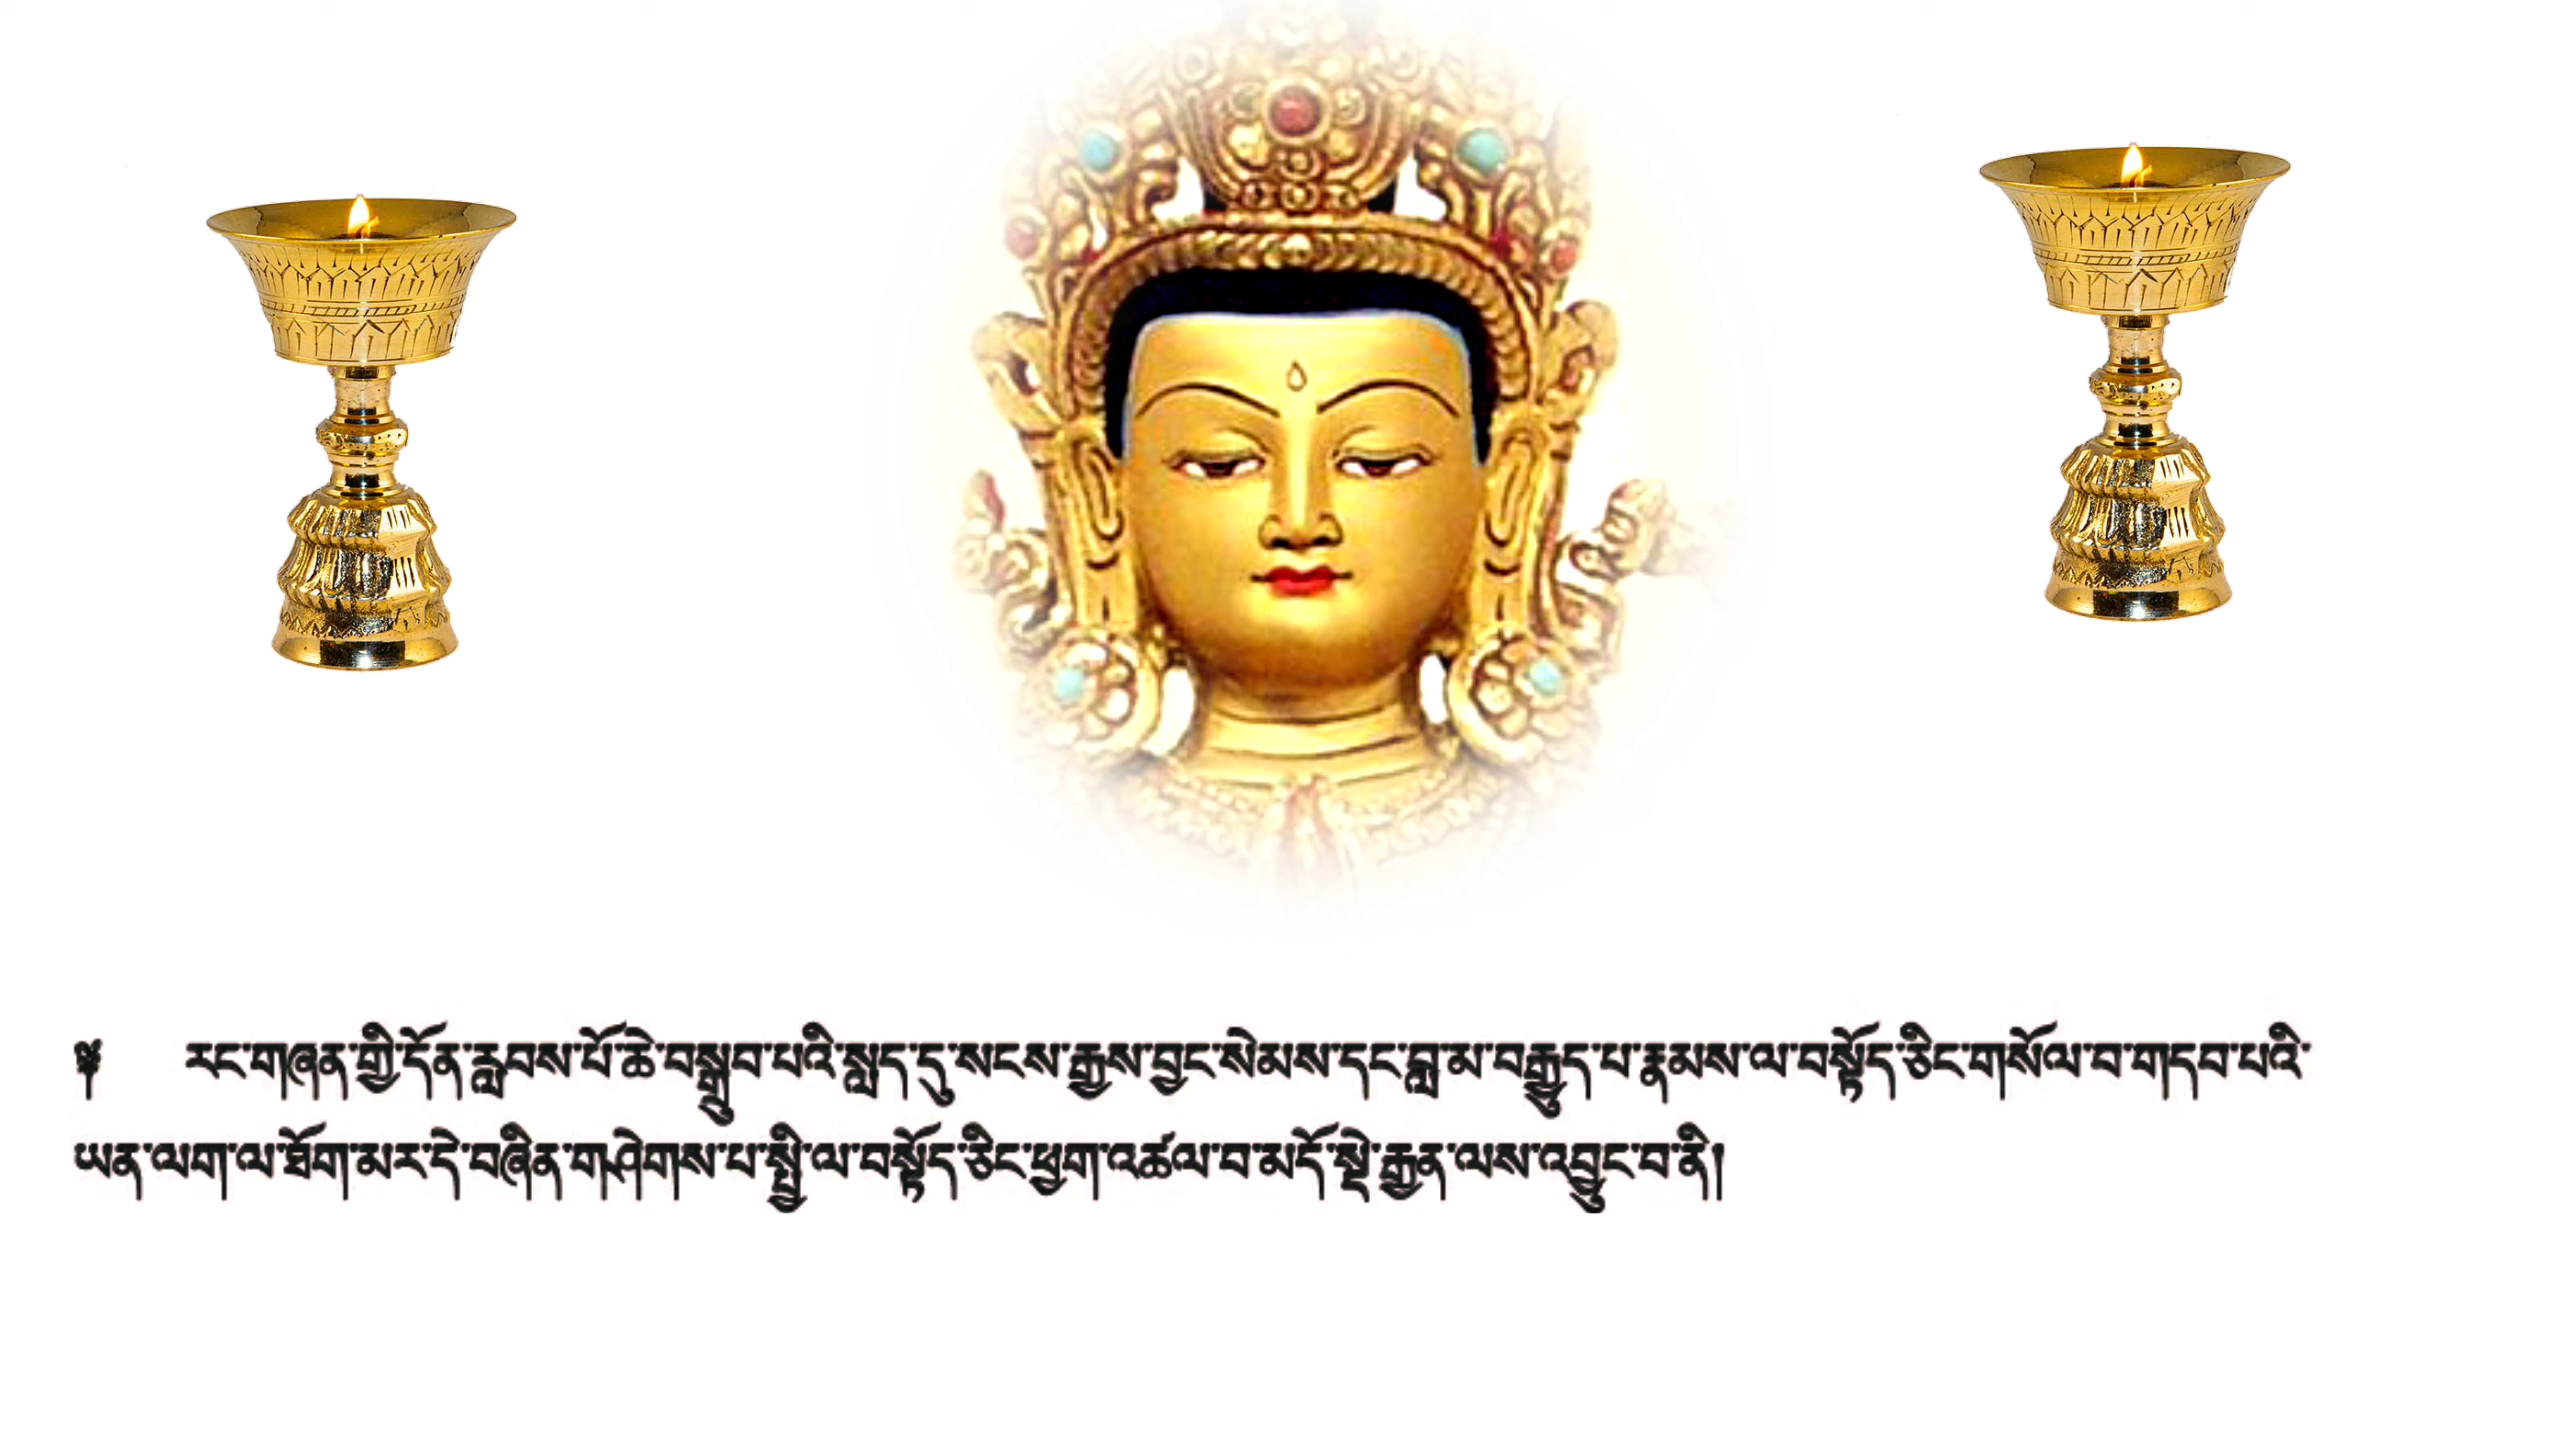 ༈ རང་གཞན་གྱི་དོན་རླབས་པོ་ཆེ་བསྒྲུབ་པའི་སླད་དུ་སངས་རྒྱས་བྱང་སེམས་དང་བླ་མ་བརྒྱུད་པ་རྣམས་ལ་བསྟོད་ཅིང་གསོལ་བ་གདབ་པའི་
ཡན་ལག་ལ་ཐོག་མར་དེ་བཞིན་གཤེགས་པ་སྤྱི་ལ་བསྟོད་ཅིང་ཕྱག་འཚལ་བ་མདོ་སྡེ་རྒྱན་ལས་འབྱུང་བ་ནི།